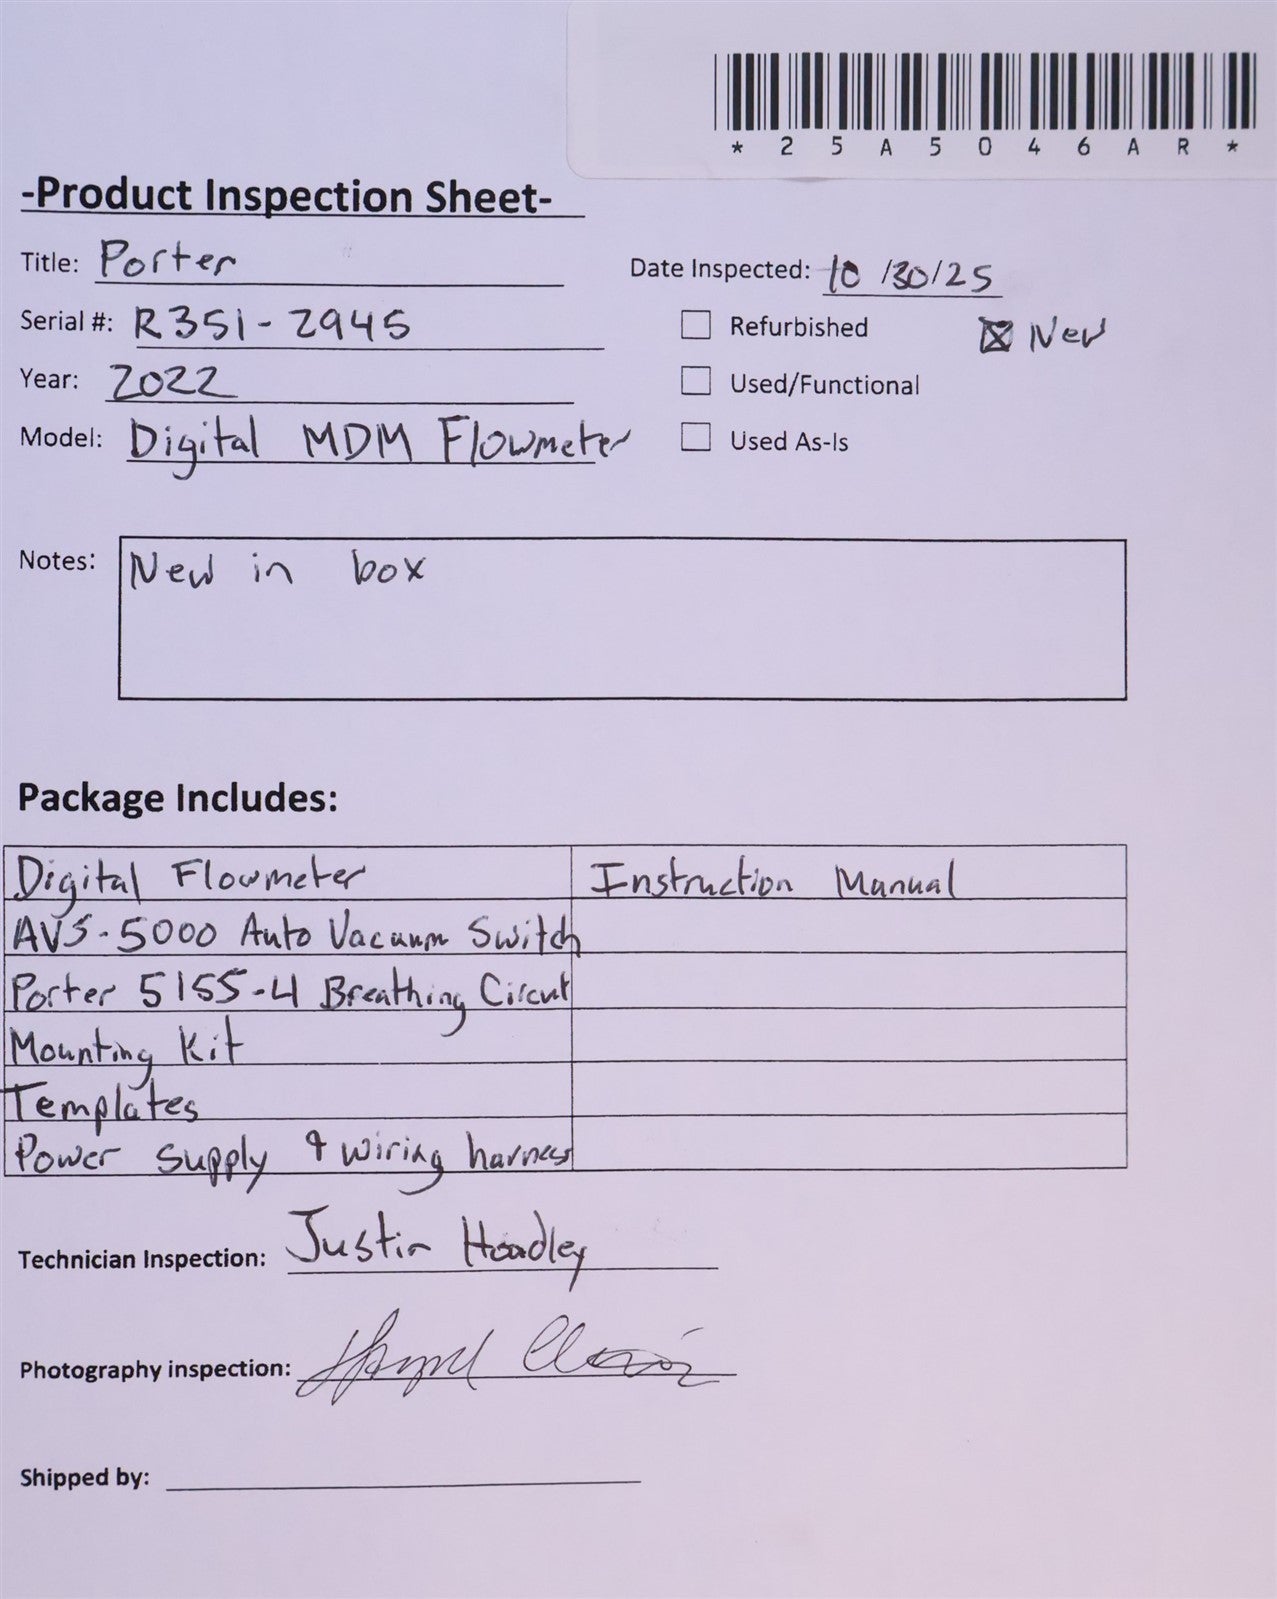 * 2 5 A 5 0 4 6 A R *
-Product Inspection Sheet-
Title: Porter
Date Inspected: 10/30/25
Serial #: R351-2945
Refurbished
New
Year: 2022
Used/Functional
Model: Digital MDM Flowmeter
Used As-Is
Notes: New in box
Package Includes:
Digital Flowmeter
Instruction Manual
AVS-5000 Auto Vacuum Switch
Porter 5155-4 Breathing Circut
Mounting Kit
Templates
Power supply & wiring harness
Technician Inspection: Justin Hoadley
Photography inspection:
Shipped by: